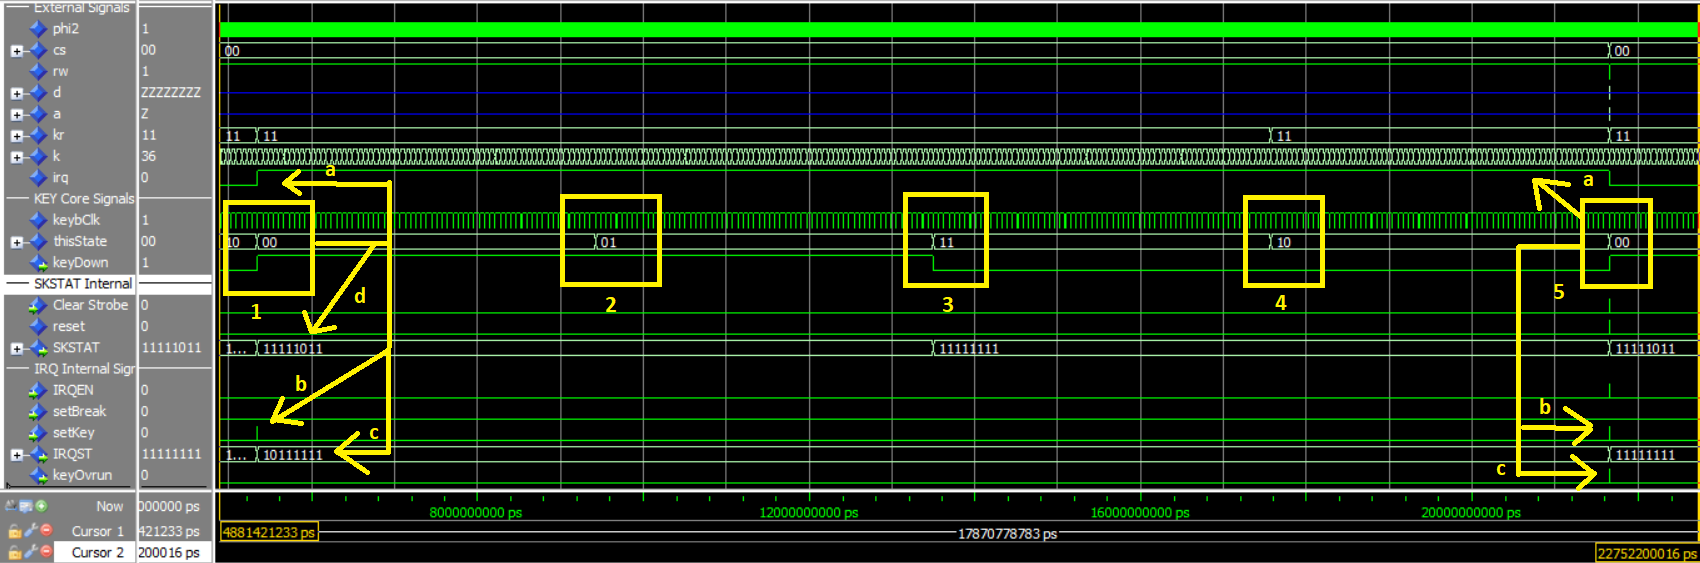 External Signals
phi2 1
cs 00 00 00
rw 1
d ZZZZZZZZ
a Z
kr 11 11 11 11 11
k 36
irq 0 a a
KEY Core Signals
keybClk 1
thisState 00 10 00 01 11 10 00
keyDown 1
SKSTAT Internal
d 1 2 3 4 5
Clear Strobe 0
reset 0
SKSTAT 11111011 1... 11111011 11111111 11111011
IRQ Internal Sigr
IRQEN 0
b
setBreak 0 b
setKey 0 c
IRQST 11111111 1... 10111111 11111111
keyOvrun 0 c
Now 000000 ps 8000000000 ps 12000000000 ps 16000000000 ps 20000000000 ps
Cursor 1 421233 ps 4881421233 ps 17870778783 ps
Cursor 2 200016 ps 22752200016 ps